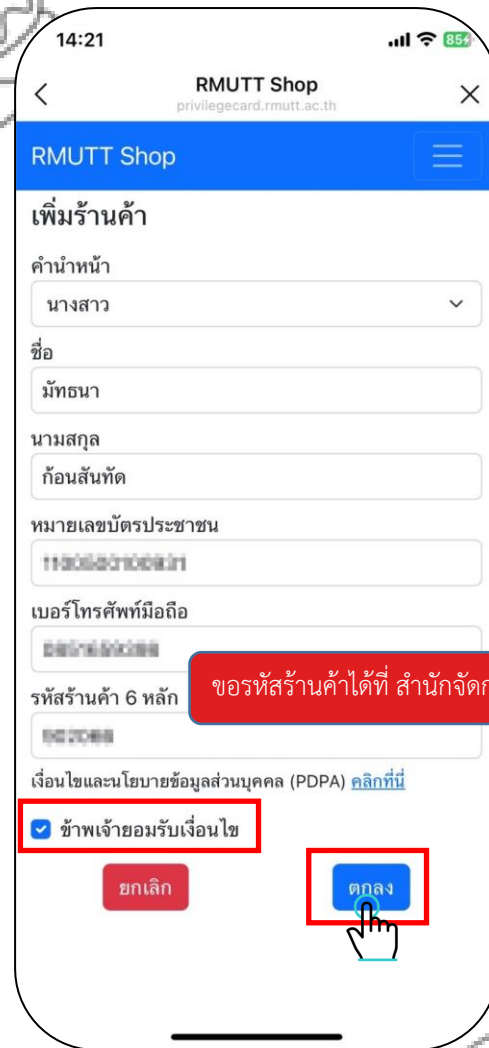 14:21
85
RMUTT Shop
privilegecard.rmutt.ac.th
RMUTT Shop
เพิ่มร้านค้า
คำนำหน้า
นางสาว
ชื่อ
มัทธนา
นามสกุล
ก้อนสันทัด
หมายเลขบัตรประชาชน
เบอร์โทรศัพท์มือถือ
ขอรหัสร้านค้าได้ที่
รหัสร้านค้า 6 หลัก
เงื่อนไขและนโยบายข้อมูลส่วนบุคคล (PDPA) คลิกที่นี่
ข้าพเจ้ายอมรับเงื่อนไข
ยกเลิก
ตกลง